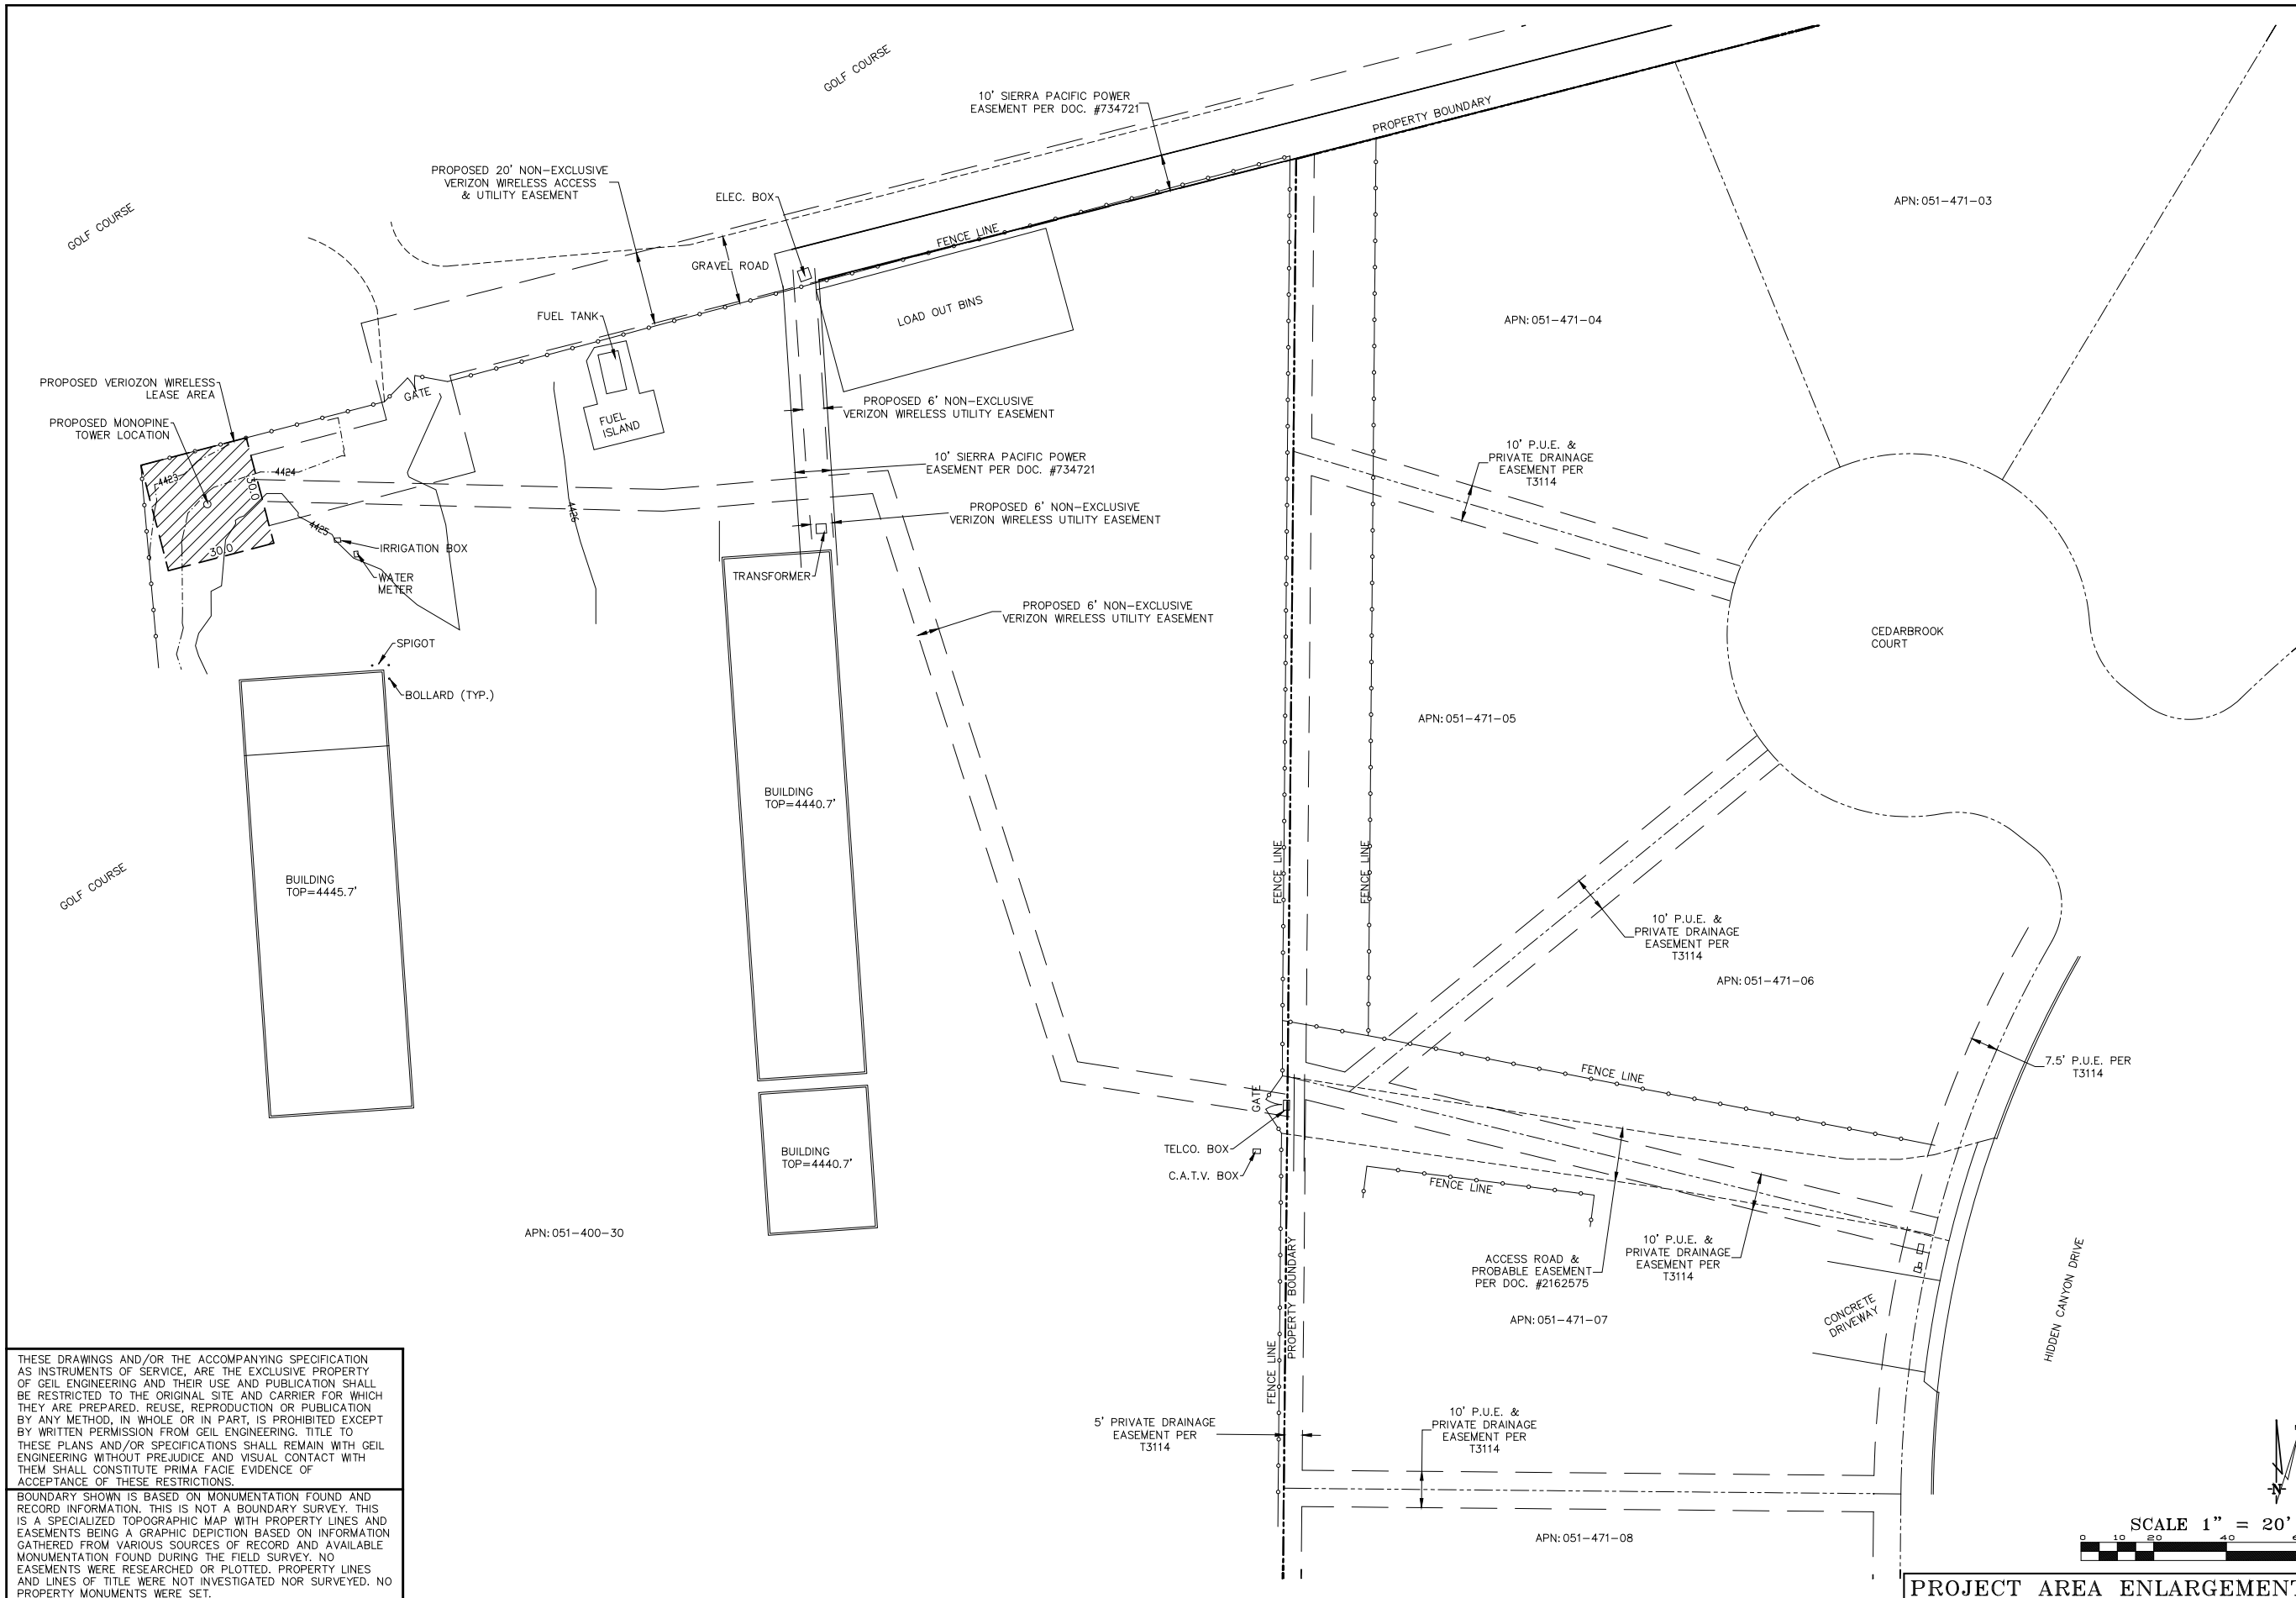 GOLF COURSE
10' SIERRA PACIFIC POWER
EASEMENT PER DOC. #734721
PROPERTY BOUNDARY
PROPOSED 20' NON-EXCLUSIVE
VERIZON WIRELESS ACCESS
& UTILITY EASEMENT
ELEC. BOX
GOLF COURSE
APN: 051-471-03
FENCE LINE
GRAVEL ROAD
FUEL TANK
LOAD OUT BINS
APN: 051-471-04
PROPOSED VERIOZON WIRELESS
LEASE AREA
GATE
PROPOSED MONOPINE
TOWER LOCATION
FUEL
ISLAND
PROPOSED 6' NON-EXCLUSIVE
VERIZON WIRELESS UTILITY EASEMENT
10' P.U.E. &
PRIVATE DRAINAGE
EASEMENT PER
T3114
10' SIERRA PACIFIC POWER
EASEMENT PER DOC. #734721
4423
4424
30.0
4426
PROPOSED 6' NON-EXCLUSIVE
VERIZON WIRELESS UTILITY EASEMENT
4425
30.0
IRRIGATION BOX
WATER
METER
TRANSFORMER
PROPOSED 6' NON-EXCLUSIVE
VERIZON WIRELESS UTILITY EASEMENT
CEDARBROOK
COURT
SPIGOT
BOLLARD (TYP.)
APN: 051-471-05
BUILDING
TOP=4440.7'
BUILDING
TOP=4445.7'
GOLF COURSE
FENCE LINE
FENCE LINE
10' P.U.E. &
PRIVATE DRAINAGE
EASEMENT PER
T3114
APN: 051-471-06
FENCE LINE
7.5' P.U.E. PER
T3114
GATE
TELCO. BOX
C.A.T.V. BOX
BUILDING
TOP=4440.7'
FENCE LINE
APN: 051-400-30
ACCESS ROAD &
PROBABLE EASEMENT
PER DOC. #2162575
10' P.U.E. &
PRIVATE DRAINAGE
EASEMENT PER
T3114
PROPERTY BOUNDARY
HIDDEN CANYON DRIVE
CONCRETE
DRIVEWAY
APN: 051-471-07
FENCE LINE
5' PRIVATE DRAINAGE
EASEMENT PER
T3114
10' P.U.E. &
PRIVATE DRAINAGE
EASEMENT PER
T3114
APN: 051-471-08
THESE DRAWINGS AND/OR THE ACCOMPANYING SPECIFICATION
AS INSTRUMENTS OF SERVICE, ARE THE EXCLUSIVE PROPERTY
OF GEIL ENGINEERING AND THEIR USE AND PUBLICATION SHALL
BE RESTRICTED TO THE ORIGINAL SITE AND CARRIER FOR WHICH
THEY ARE PREPARED. REUSE, REPRODUCTION OR PUBLICATION
BY ANY METHOD, IN WHOLE OR IN PART, IS PROHIBITED EXCEPT
BY WRITTEN PERMISSION FROM GEIL ENGINEERING. TITLE TO
THESE PLANS AND/OR SPECIFICATIONS SHALL REMAIN WITH GEIL
ENGINEERING WITHOUT PREJUDICE AND VISUAL CONTACT WITH
THEM SHALL CONSTITUTE PRIMA FACIE EVIDENCE OF
ACCEPTANCE OF THESE RESTRICTIONS.
BOUNDARY SHOWN IS BASED ON MONUMENTATION FOUND AND
RECORD INFORMATION. THIS IS NOT A BOUNDARY SURVEY. THIS
IS A SPECIALIZED TOPOGRAPHIC MAP WITH PROPERTY LINES AND
EASEMENTS BEING A GRAPHIC DEPICTION BASED ON INFORMATION
GATHERED FROM VARIOUS SOURCES OF RECORD AND AVAILABLE
MONUMENTATION FOUND DURING THE FIELD SURVEY. NO
EASEMENTS WERE RESEARCHED OR PLOTTED. PROPERTY LINES
AND LINES OF TITLE WERE NOT INVESTIGATED NOR SURVEYED. NO
PROPERTY MONUMENTS WERE SET.
N
SCALE 1" = 20'
0 10 20 40
PROJECT AREA ENLARGEMENT